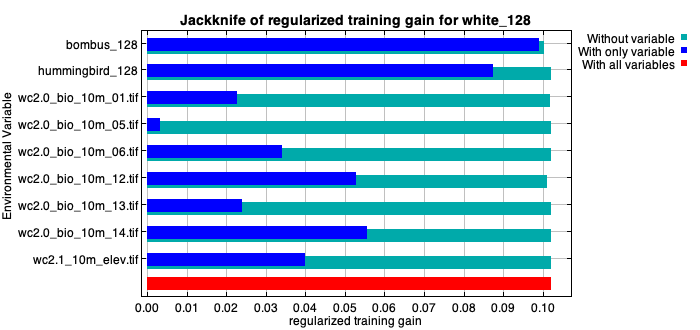 Jackknife of regularized training gain for white_128
Without variable
With only variable
With all variables
Environmental Variable
bombus_128
hummingbird_128
wc2.0_bio_10m_01.tif
wc2.0_bio_10m_05.tif
wc2.0_bio_10m_06.tif
wc2.0_bio_10m_12.tif
wc2.0_bio_10m_13.tif
wc2.0_bio_10m_14.tif
wc2.1_10m_elev.tif
0.00 0.01 0.02 0.03 0.04 0.05 0.06 0.07 0.08 0.09 0.10
regularized training gain